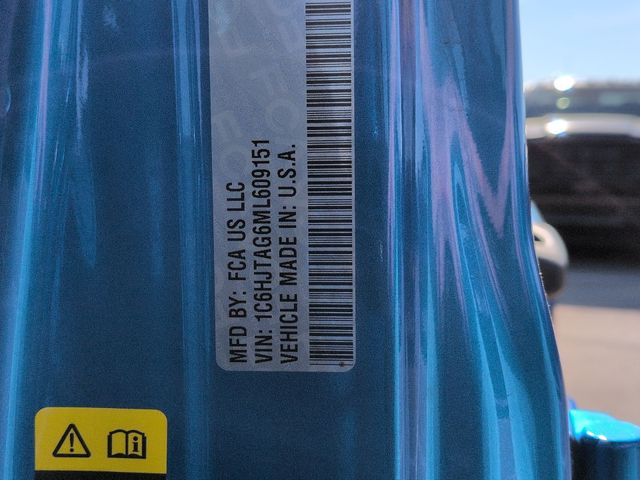 MFD BY: FCA US LLC
VIN: 1C6HJTAG6ML609151
VEHICLE MADE IN: U.S.A.